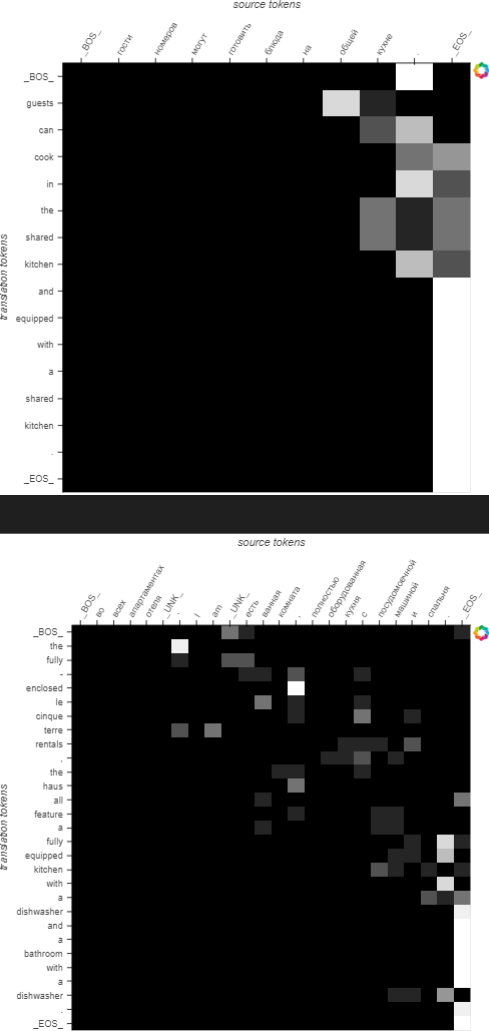 source tokens
_BOS_
гости
номеров
могут
готовить
блюда
на
общей
кухне
.
_EOS_
translation tokens
_BOS_
guests
can
cook
in
the
shared
kitchen
and
equipped
with
a
shared
kitchen
.
_EOS_
source tokens
_BOS_
во
всех
апартаментах
отеля
_UNK_
,
i
am
_UNK_
есть
ванная
комната
,
полностью
оборудованная
кухня
с
посудомоечной
машиной
и
спальня
.
_EOS_
translation tokens
_BOS_
the
fully
-
enclosed
le
cinque
terre
rentals
,
the
haus
all
feature
a
fully
equipped
kitchen
with
a
dishwasher
and
a
bathroom
with
a
dishwasher
.
_EOS_